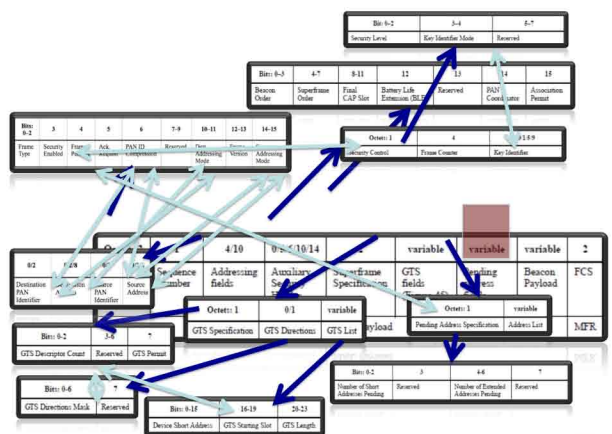 Bits: 0-2 3-4 5-7
Security Level Key Identifier Mode Reserved
Bits: 0-3 4-7 8-11 12 13 14 15
Beacon Order Superframe Order Final CAP Slot Battery Life Extension (BLE) Reserved PAN Coordinator Association Permit
Bits: 0-2 3 4 5 6 7-9 10-11 12-13 14-15
Frame Type Security Enabled Ack. PAN ID Reserved Addressing Mode Version Addressing Mode
Octets: 1 4
Security Control Frame Counter Key Identifier
4/10 variable variable variable 2
Sequence Number Addressing fields Auxiliary Security Superframe Specification GTS fields Pending Address Beacon Payload FCS
MFR
0/2
Destination PAN Identifier PAN Identifier Source Address
Octets: 1 0/1 variable
GTS Specification GTS Directions GTS List
Octets: 1 variable
Pending Address Specification Address List
Bits: 0-2 3-6 7
GTS Descriptor Count Reserved GTS Permit
Bits: 0-2 3 4-6 7
Number of Short Addresses Pending Reserved Number of Extended Addresses Pending Reserved
Bits: 0-6 7
GTS Directions Mask Reserved
Bits: 0-15 16-19 20-23
Device Short Address GTS Starting Slot GTS Length